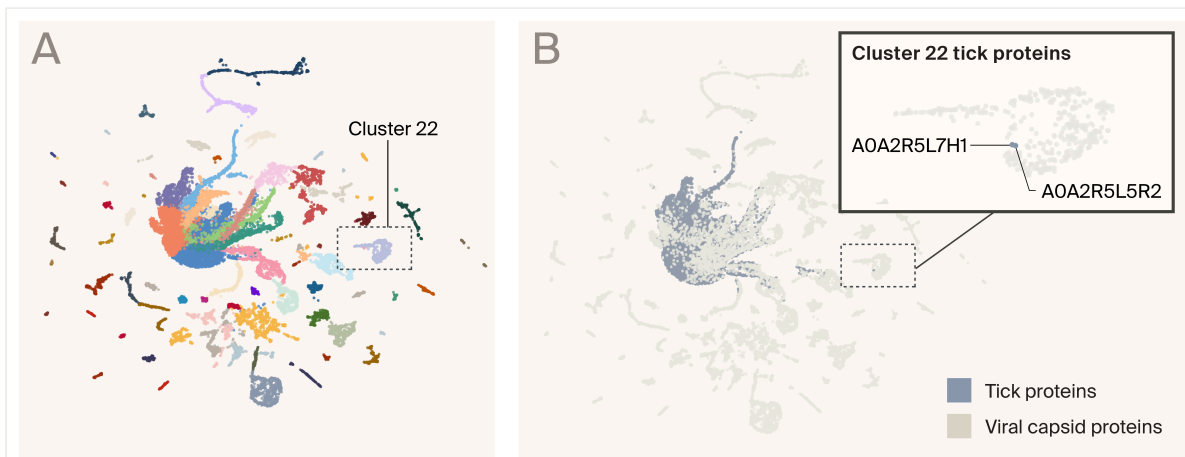 A
Cluster 22
B
Cluster 22 tick proteins
A0A2R5L7H1
A0A2R5L5R2
Tick proteins
Viral capsid proteins